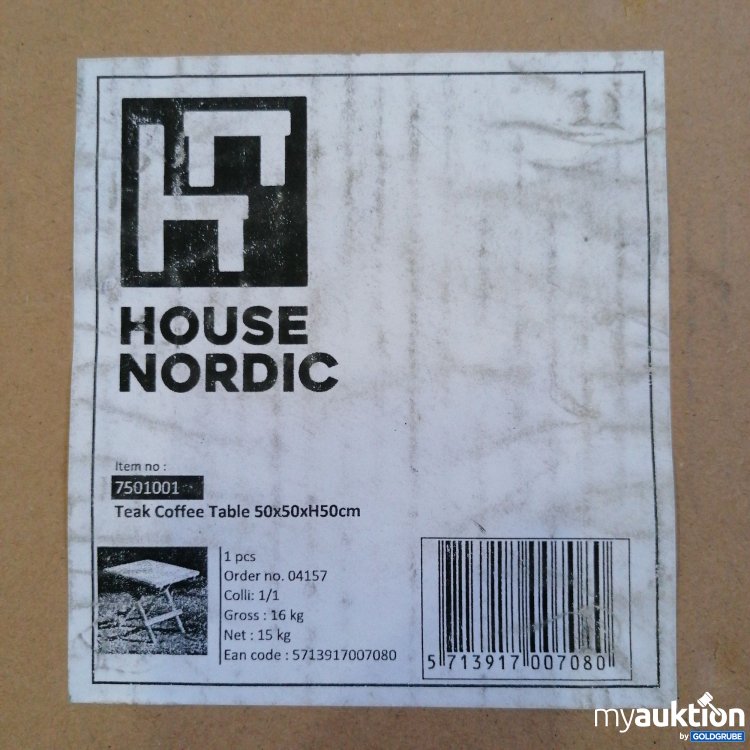 HOUSE
NORDIC
Item no :
7501001
Teak Coffee Table 50x50xH50cm
1 pcs
Order no. 04157
Colli: 1/1
Gross : 16 kg
Net : 15 kg
Ean code : 5713917007080
5 713917 007080
myauktion
by GOLDGRUBE